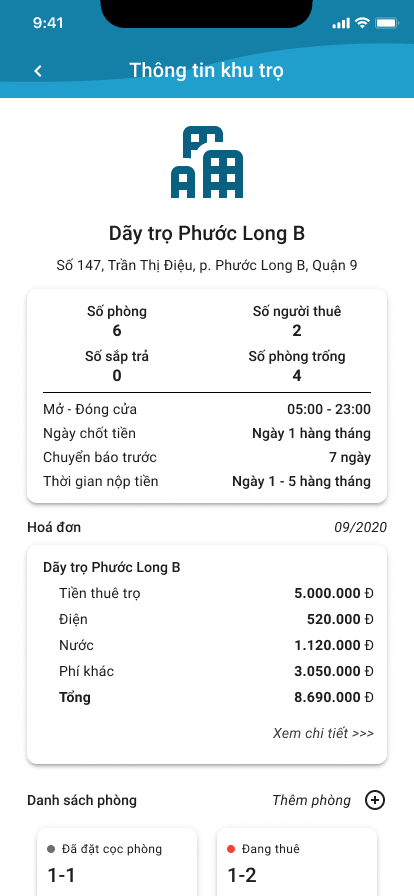 9:41
Thông tin khu trọ
Dãy trọ Phước Long B
Số 147, Trần Thị Điệu, p. Phước Long B, Quận 9
Số phòng Số người thuê
6 2
Số sắp trả Số phòng trống
0 4
Mở - Đóng cửa 05:00 - 23:00
Ngày chốt tiền Ngày 1 hàng tháng
Chuyển báo trước 7 ngày
Thời gian nộp tiền Ngày 1 - 5 hàng tháng
Hoá đơn 09/2020
Dãy trọ Phước Long B
Tiền thuê trọ 5.000.000 Đ
Điện 520.000 Đ
Nước 1.120.000 Đ
Phí khác 3.050.000 Đ
Tổng 8.690.000 Đ
Xem chi tiết >>>
Danh sách phòng Thêm phòng
Đã đặt cọc phòng Đang thuê
1-1 1-2